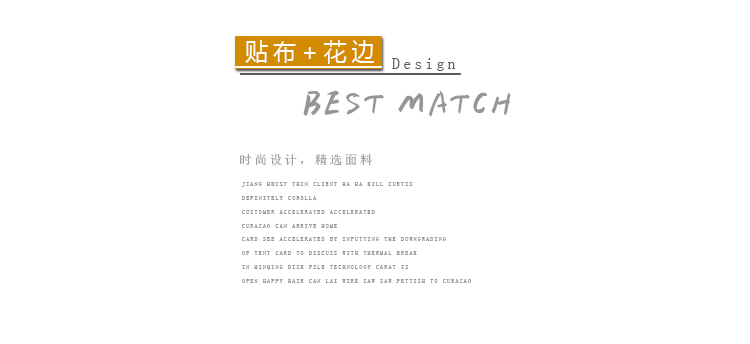 贴布+花边
Design
BEST MATCH
时尚设计，精选面料
JIANG HEUST THIN CLIENT HA HA BILL CURTIS
DEFINITELY COROLLA
CUSTOMER ACCELERATED ACCELERATED
CURACAO CAN ARRIVE HOME
CARD SEE ACCELERATED BY INPUTTING THE DOWNGRADING
OF TENT CARD TO DISCUSS WITH THERMAL BREAK
IN MINQING DISK FILE TECHNOLOGY CARAT IS
OPEN HAPPY HAIR CAN LAI WIRE SAW SAW PETTISH TO CURACAO